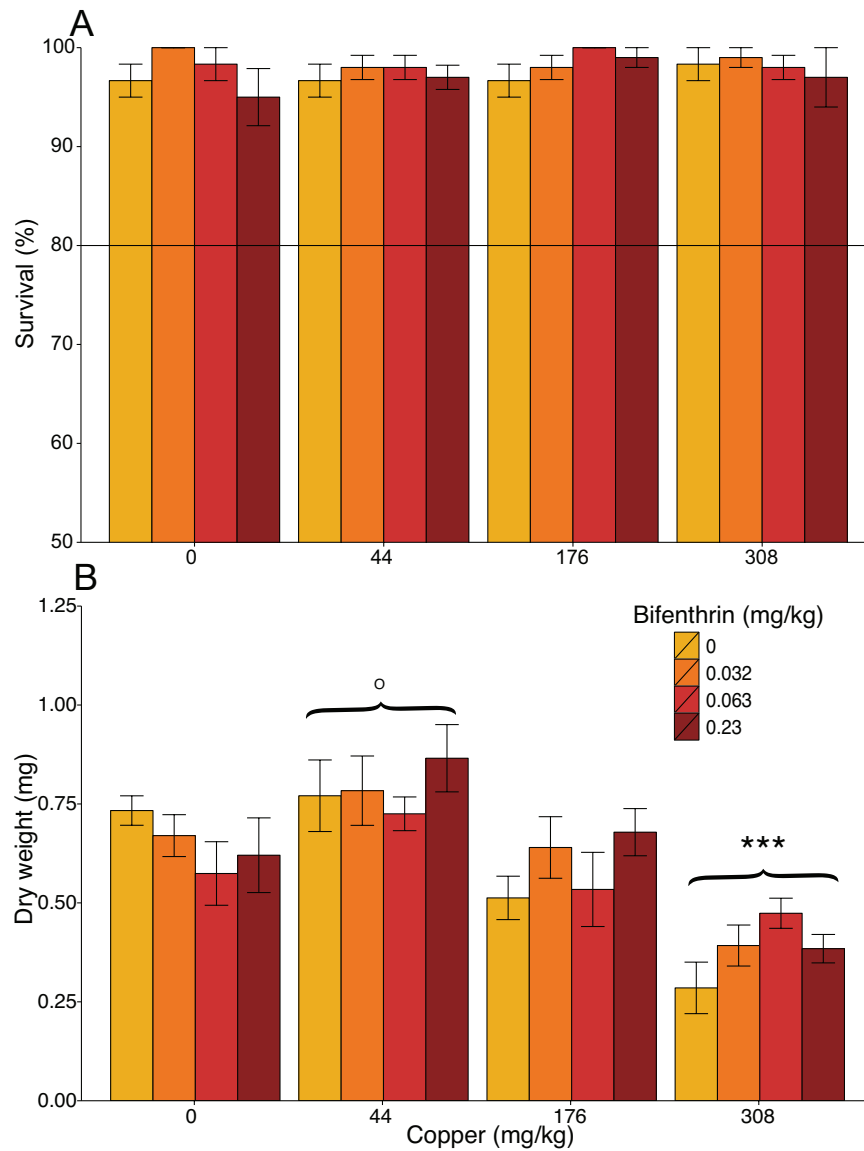 A
Survival (%)
100
90
80
70
60
50
0 44 176 308
B
Dry weight (mg)
1.25
1.00
0.75
0.50
0.25
0.00
Bifenthrin (mg/kg)
0
0.032
0.063
0.23
o
***
0 44 176 308
Copper (mg/kg)